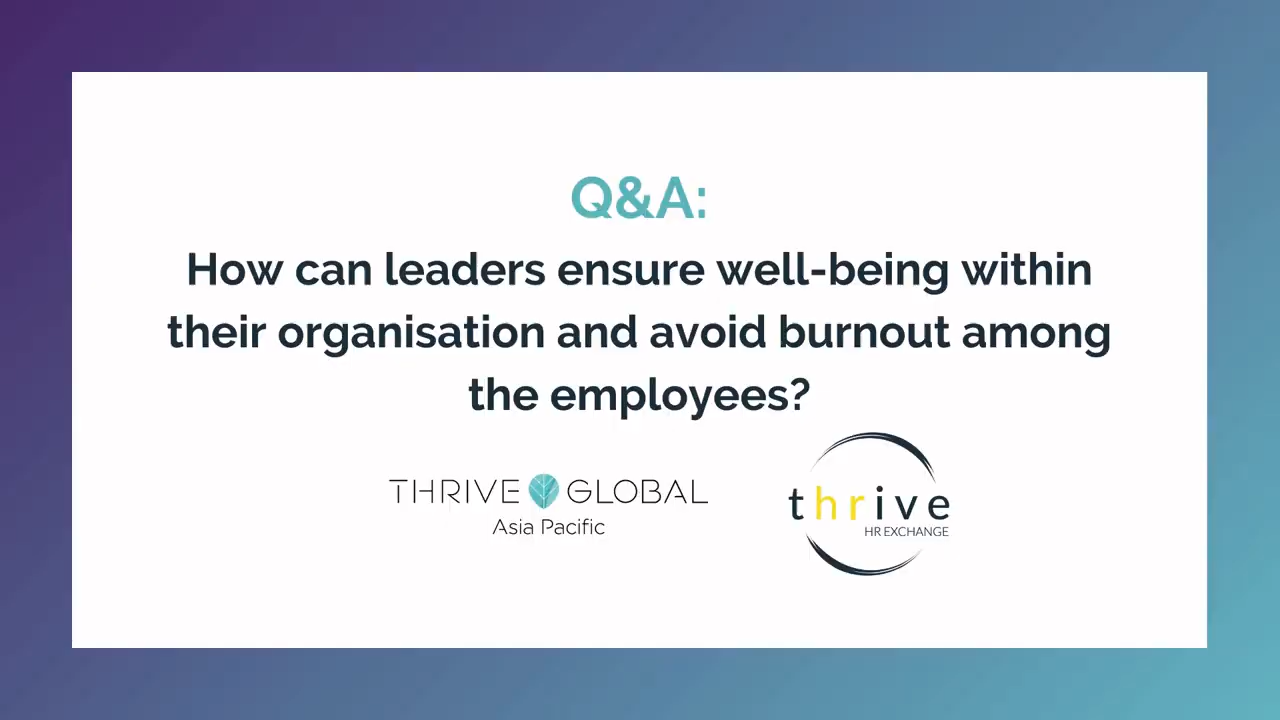 Q&A:
How can leaders ensure well-being within
their organisation and avoid burnout among
the employees?
THRIVE GLOBAL
Asia Pacific
thrive
HR EXCHANGE